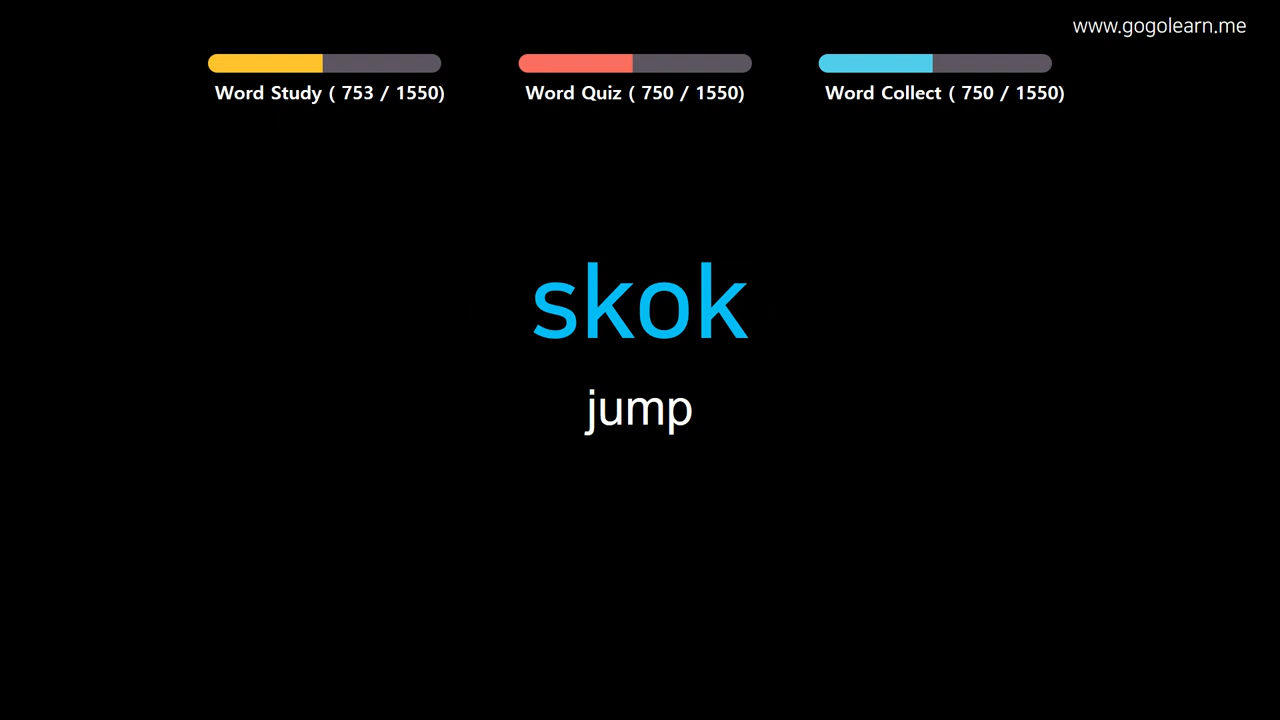 www.gogolearn.me
Word Study ( 753 / 1550)
Word Quiz ( 750 / 1550)
Word Collect ( 750 / 1550)
skok
jump